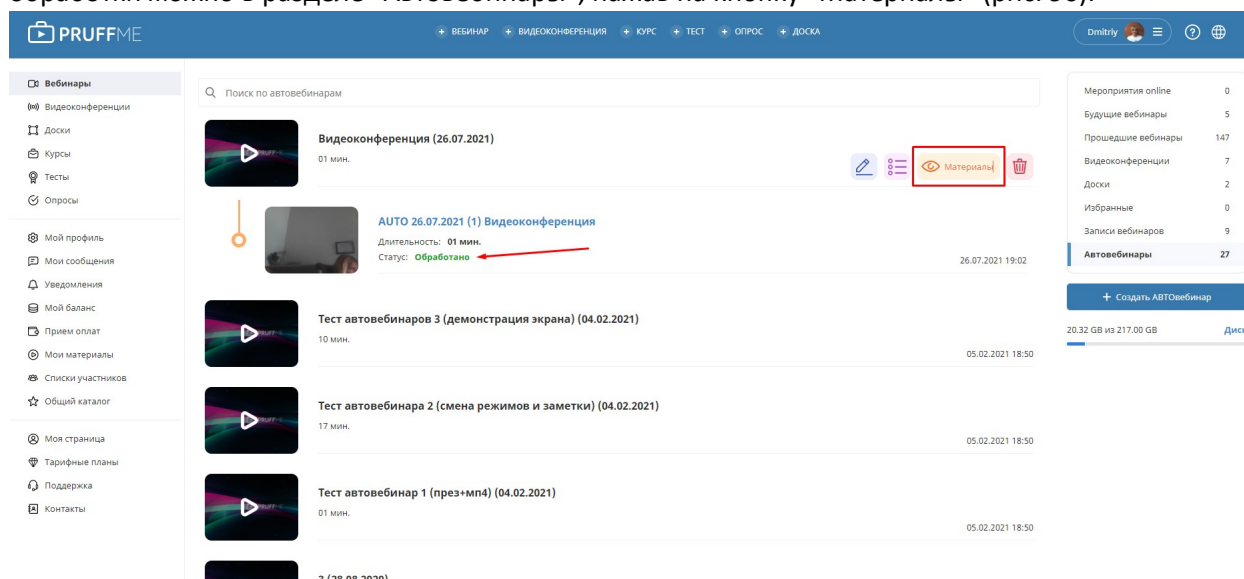 обработки можно в разделе "Автовебинары", нажав на кнопку "Материалы" (рис. 56).
PRUFFME
ВЕБИНАР ВИДЕОКОНФЕРЕНЦИЯ КУРС ТЕСТ ОПРОС ДОСКА
Dmitriy
Вебинары
Видеоконференции
Доски
Курсы
Тесты
Опросы
Мой профиль
Мои сообщения
Уведомления
Мой баланс
Прием оплат
Мои материалы
Списки участников
Общий каталог
Моя страница
Тарифные планы
Поддержка
Контакты
Поиск по автовебинарам
Видеоконференция (26.07.2021)
01 мин.
Материалы
AUTO 26.07.2021 (1) Видеоконференция
Длительность: 01 мин.
Статус: Обработано
26.07.2021 19:02
Тест автовебинаров 3 (демонстрация экрана) (04.02.2021)
10 мин.
05.02.2021 18:50
Тест автовебинара 2 (смена режимов и заметки) (04.02.2021)
17 мин.
05.02.2021 18:50
Тест автовебинар 1 (през+мп4) (04.02.2021)
01 мин.
05.02.2021 18:50
3 (28.08.2020)
Мероприятия online 0
Будущие вебинары 5
Прошедшие вебинары 147
Видеоконференции 7
Доски 2
Избранные 0
Записи вебинаров 9
Автовебинары 27
+ Создать АВТОвебинар
20.32 GB из 217.00 GB